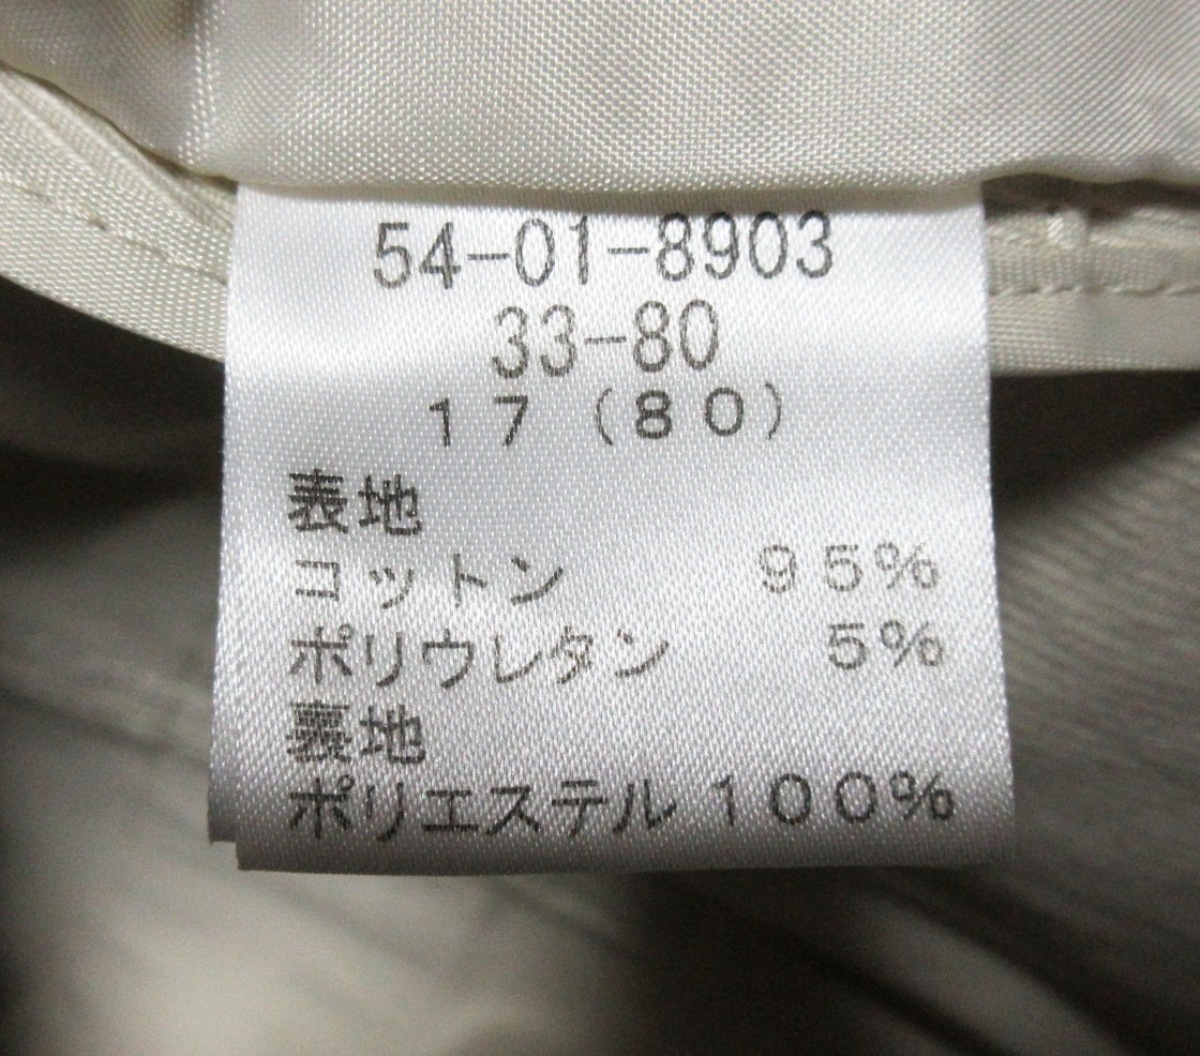 54-01-8903
33-80
17 (80)
表地
コットン 95%
ポリウレタン 5%
裏地
ポリエステル 100%